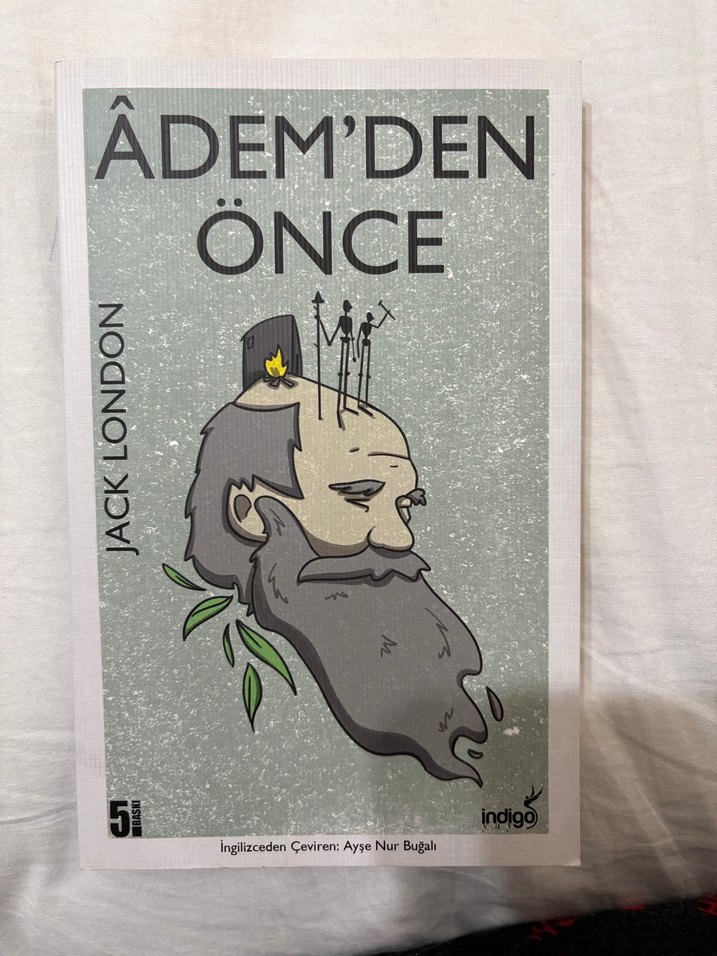 ÂDEM'DEN
ÖNCE
JACK LONDON
5.
BASKI
indigo
İngilizceden Çeviren: Ayşe Nur Buğalı